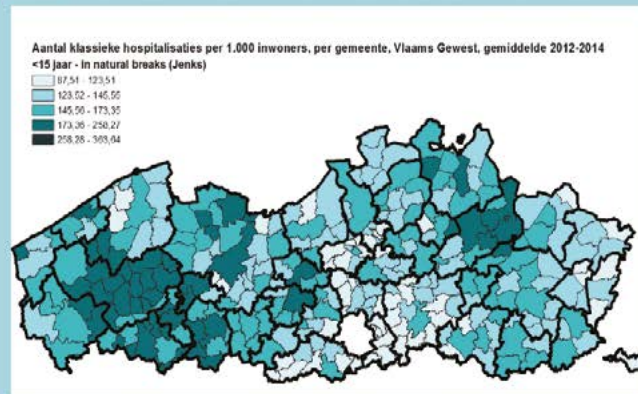 Aantal klassieke hospitalisaties per 1.000 inwoners, per gemeente, Vlaams Gewest, gemiddelde 2012-2014
<15 jaar - in natural breaks (Jenks)
87,51 - 123,51
123,52 - 145,55
145,56 - 173,35
173,36 - 258,27
258,28 - 363,64